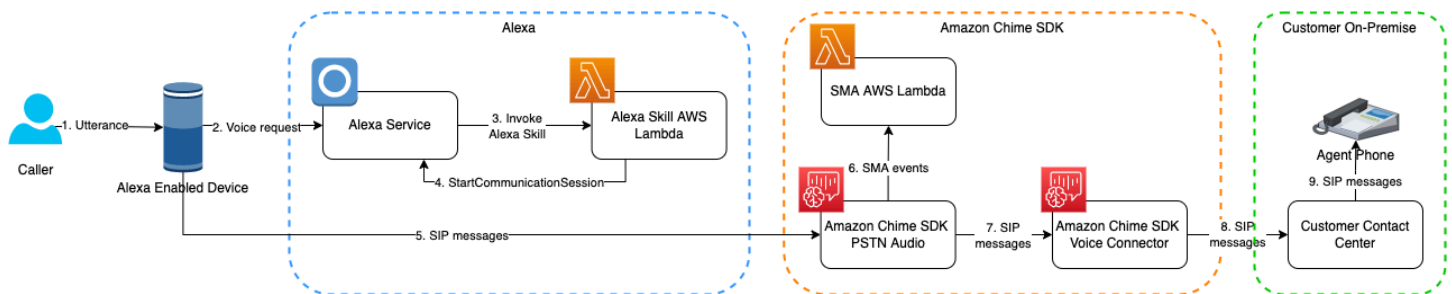 Alexa
Amazon Chime SDK
Customer On-Premise
SMA AWS Lambda
1. Utterance
2. Voice request
Alexa Service
3. Invoke
Alexa Skill
Alexa Skill AWS
Lambda
Caller
Alexa Enabled Device
4. StartCommunicationSession
6. SMA events
Agent Phone
9. SIP messages
5. SIP messages
Amazon Chime SDK
PSTN Audio
7. SIP
messages
Amazon Chime SDK
Voice Connector
8. SIP
messages
Customer Contact
Center